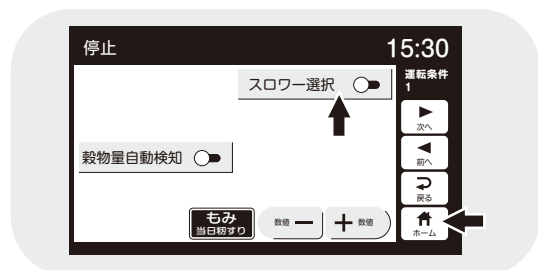 停止
15:30
運転条件
1
スロワー選択
次へ
前へ
穀物量自動検知
戻る
もみ
当日籾すり
数値
数値
ホーム